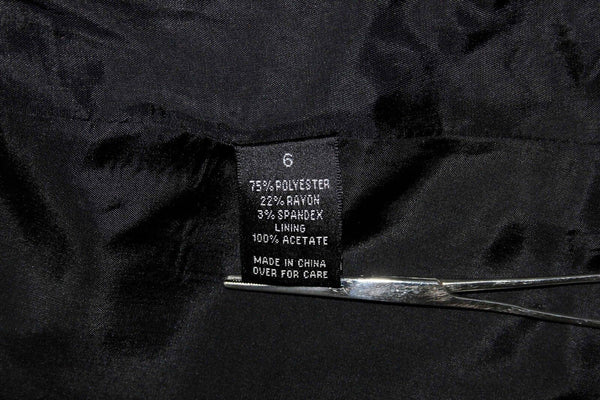 6
75% POLYESTER
22% RAYON
3% SPANDEX
LINING
100% ACETATE
MADE IN CHINA
OVER FOR CARE